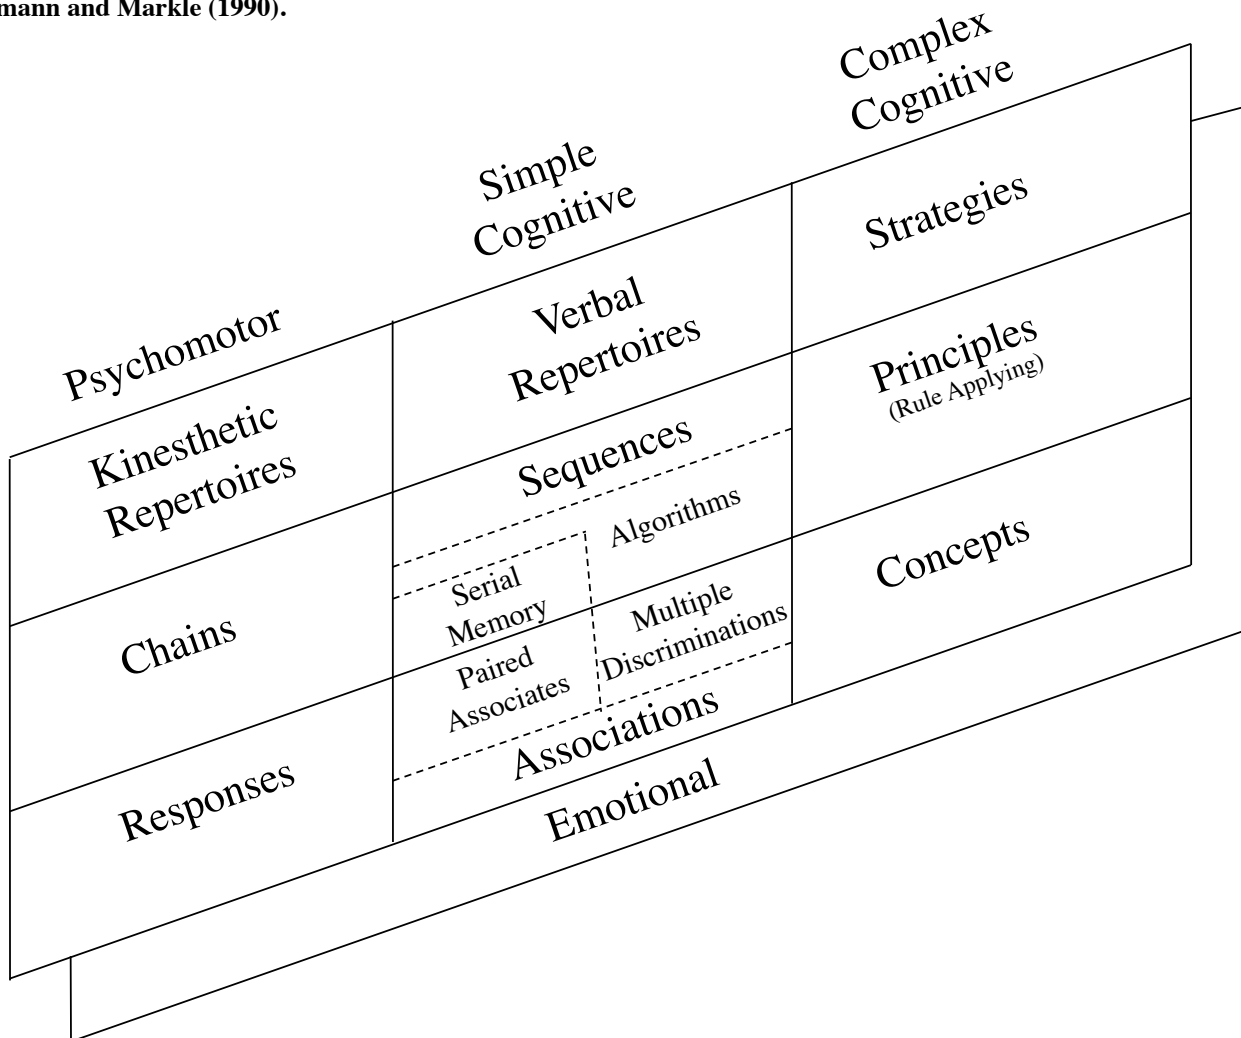 mann and Markle (1990).
Complex
Cognitive
Simple
Cognitive
Psychomotor
Kinesthetic
Repertoires
Verbal
Repertoires
Strategies
Chains
Sequences
Algorithms
Serial
Memory
Principles
(Rule Applying)
Responses
Paired
Associates
Multiple
Discriminations
Associations
Concepts
Emotional